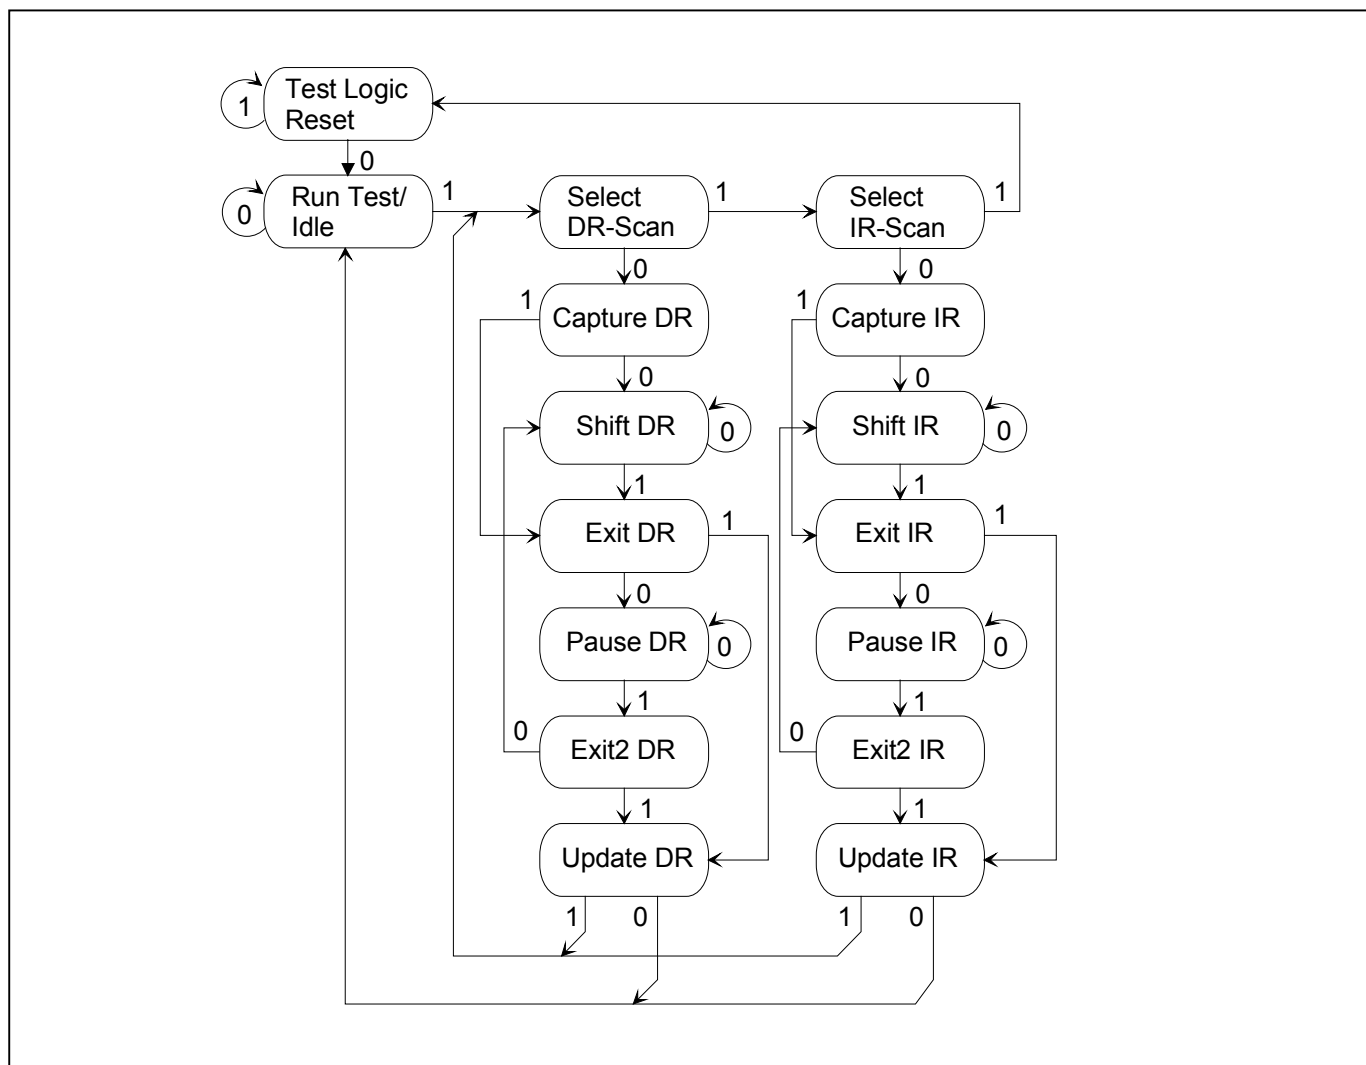 Test Logic
Reset
1
0
Run Test/
Idle
0
1
Select
DR-Scan
1
Select
IR-Scan
1
0
0
1
Capture DR
1
Capture IR
0
0
Shift DR
0
Shift IR
0
1
1
Exit DR
1
Exit IR
1
0
0
Pause DR
0
Pause IR
0
1
1
0
Exit2 DR
0
Exit2 IR
1
1
Update DR
Update IR
1
0
1
0